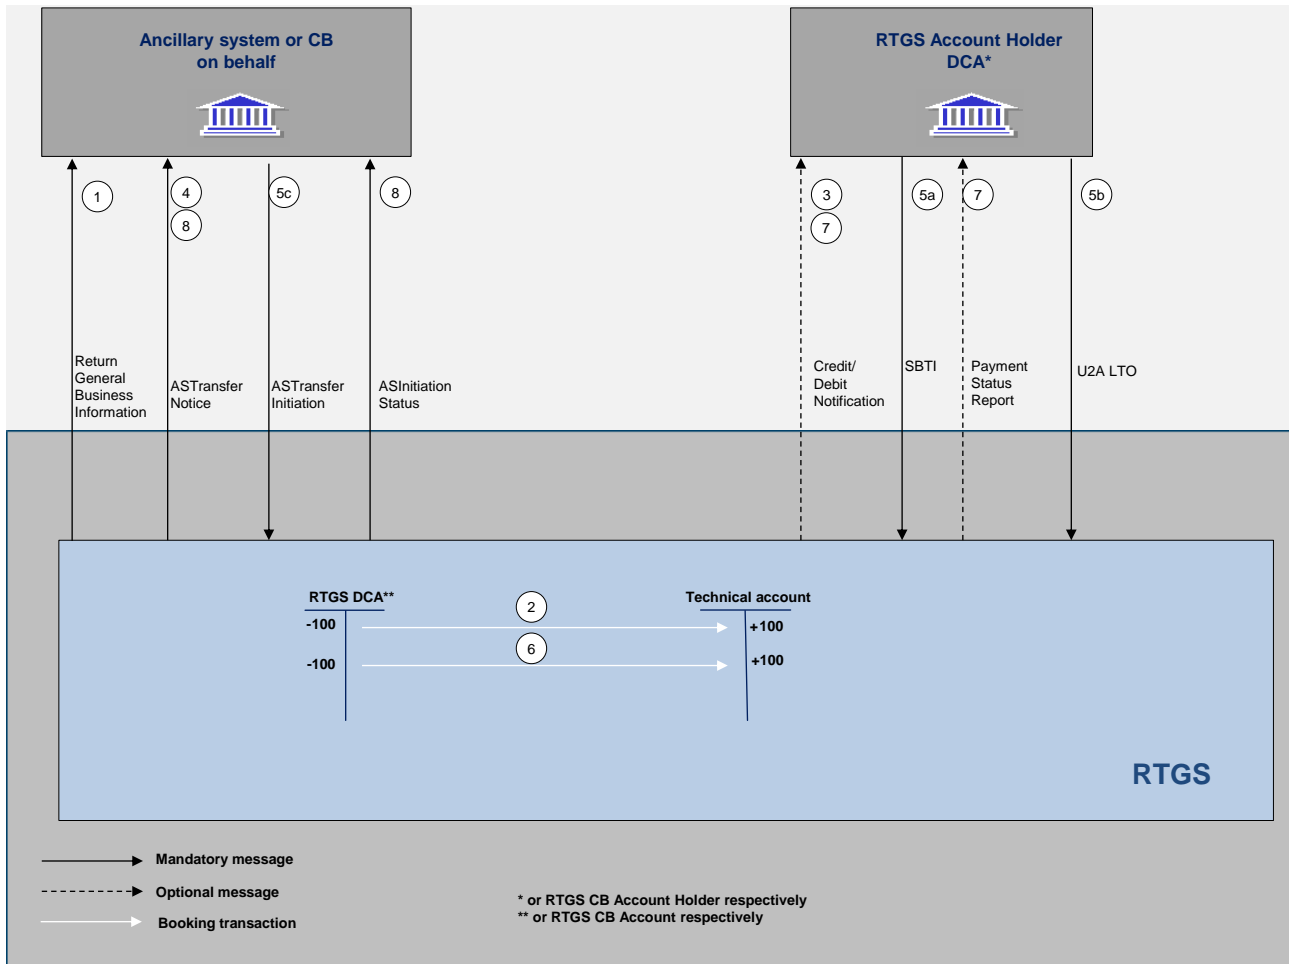 Ancillary system or CB
on behalf
RTGS Account Holder
DCA*
1
4
8
5c
8
3
7
5a
7
5b
Return
General
Business
Information
ASTransfer
Notice
ASTransfer
Initiation
ASInitiation
Status
Credit/
Debit
Notification
SBTI
Payment
Status
Report
U2A LTO
RTGS DCA**
2
Technical account
-100
+100
6
-100
+100
RTGS
Mandatory message
Optional message
Booking transaction
* or RTGS CB Account Holder respectively
** or RTGS CB Account respectively